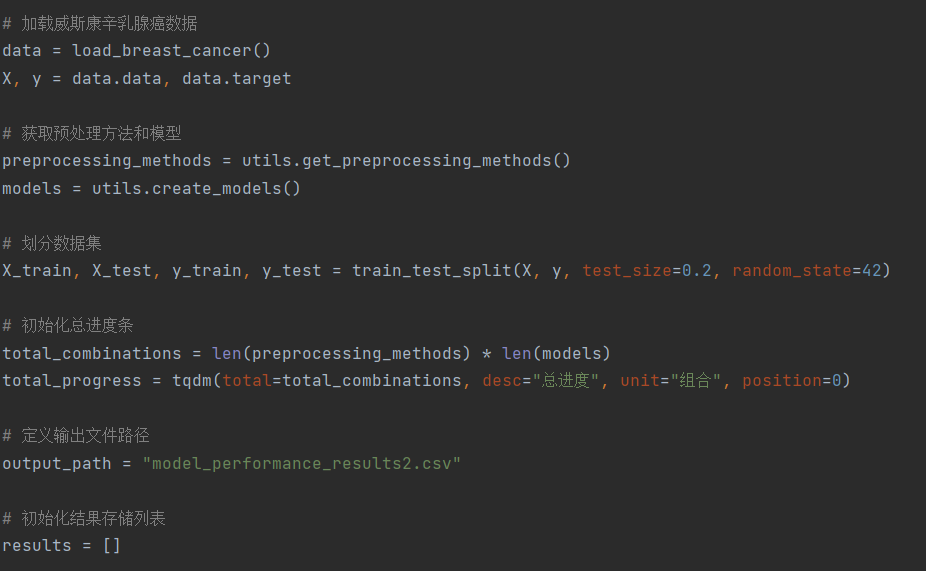 # 加载威斯康辛乳腺癌数据
data = load_breast_cancer()
X, y = data.data, data.target
# 获取预处理方法和模型
preprocessing_methods = utils.get_preprocessing_methods()
models = utils.create_models()
# 划分数据集
X_train, X_test, y_train, y_test = train_test_split(X, y, test_size=0.2, random_state=42)
# 初始化总进度条
total_combinations = len(preprocessing_methods) * len(models)
total_progress = tqdm(total=total_combinations, desc="总进度", unit="组合", position=0)
# 定义输出文件路径
output_path = "model_performance_results2.csv"
# 初始化结果存储列表
results = []